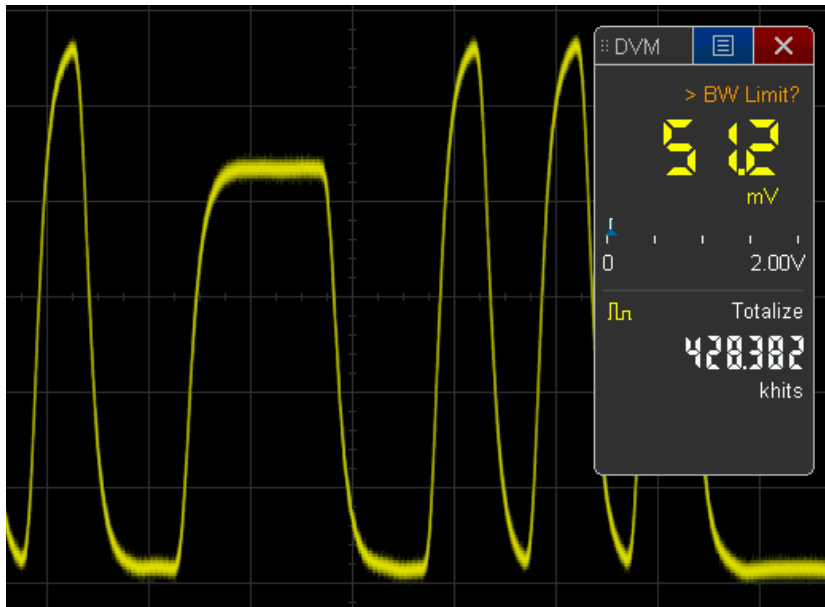 DVM
> BW Limit?
51.2
mV
0 2.00V
Totalize
428.382
khits